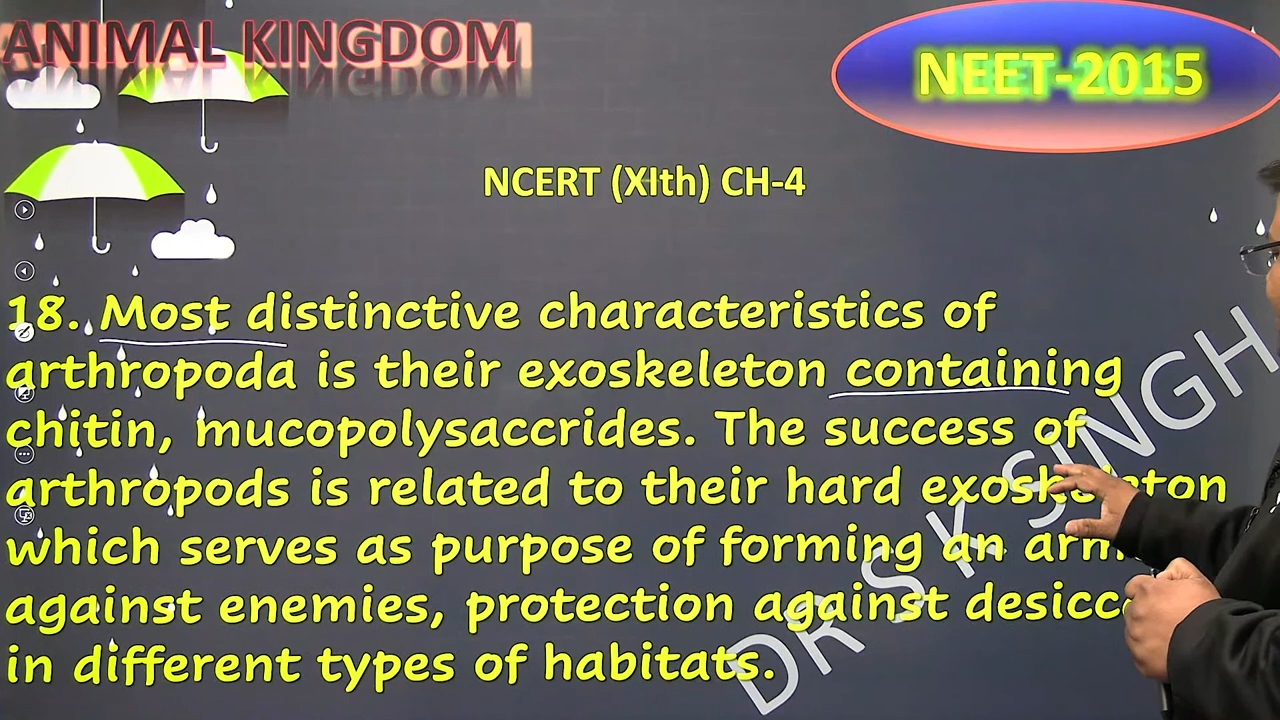 ANIMAL KINGDOM
NEET-2015
NCERT (XIth) CH-4
18. Most distinctive characteristics of
arthropoda is their exoskeleton containing
chitin, mucopolysaccrides. The success of
arthropods is related to their hard exoskeleton
which serves as purpose of forming an
against enemies, protection against
in different types of habitats.
DR S K SINGH